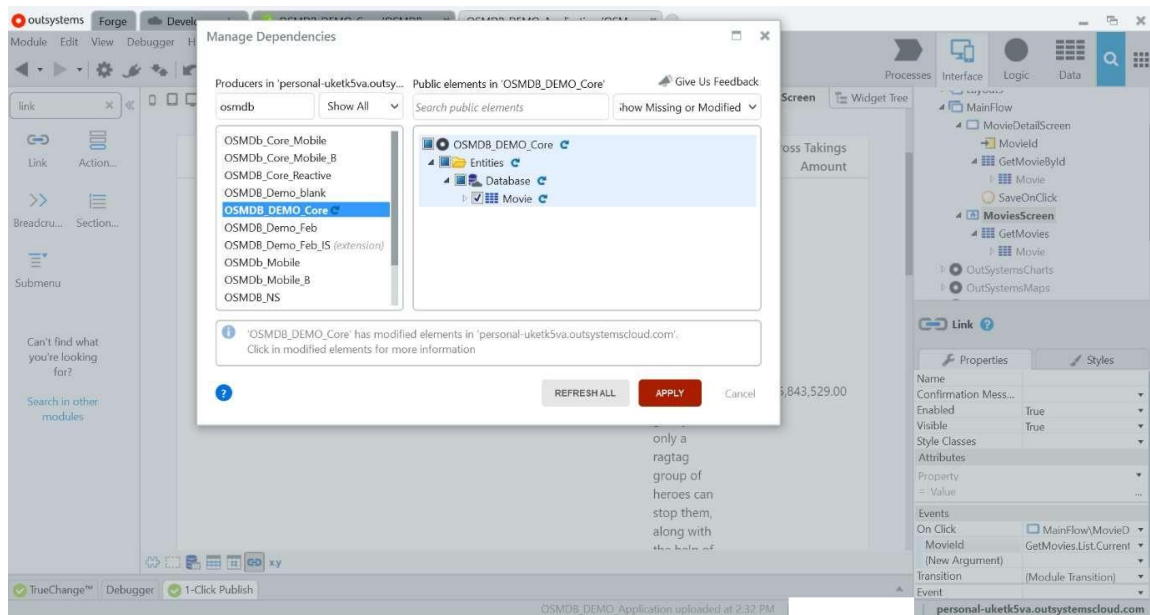 outsystems Forge Develo
Module Edit View Debugger H
Manage Dependencies
Processes Interface Logic Data
Producers in 'personal-uketk5va.outsy... Public elements in 'OSMDB_DEMO_Core' Give Us Feedback
link
osmdb Show All Search public elements how Missing or Modified
Screen Widget Tree
Link Action...
Breadcru... Section...
Submenu
Can't find what
you're looking
for?
Search in other
modules
OSMDb_Core_Mobile
OSMDb_Core_Mobile_B
OSMDB_Core_Reactive
OSMDB_Demo_blank
OSMDB_DEMO_Core
OSMDB_Demo_Feb
OSMDB_Demo_Feb_IS (extension)
OSMDb_Mobile
OSMDb_Mobile_B
OSMDB_NS
OSMDB_DEMO_Core
Entities
Database
Movie
'OSMDB_DEMO_Core' has modified elements in 'personal-uketk5va.outsystemscloud.com'.
Click in modified elements for more information
REFRESH ALL APPLY Cancel
oss Takings
Amount
,843,529.00
only a
ragtag
group of
heroes can
stop them,
along with
the help of
MainFlow
MovieDetailScreen
MovieId
GetMovieById
Movie
SaveOnClick
MoviesScreen
GetMovies
Movie
OutSystemsCharts
OutSystemsMaps
Link
Properties Styles
Name
Confirmation Mess...
Enabled True
Visible True
Style Classes
Attributes
Property
= Value ...
Events
On Click MainFlow\MovieD
MovieId GetMovies.List.Current
(New Argument)
Transition (Module Transition)
Event
x.y
TrueChange™ Debugger 1-Click Publish
OSMDB_DEMO_Application uploaded at 2:32 PM
personal-uketk5va.outsystemscloud.com